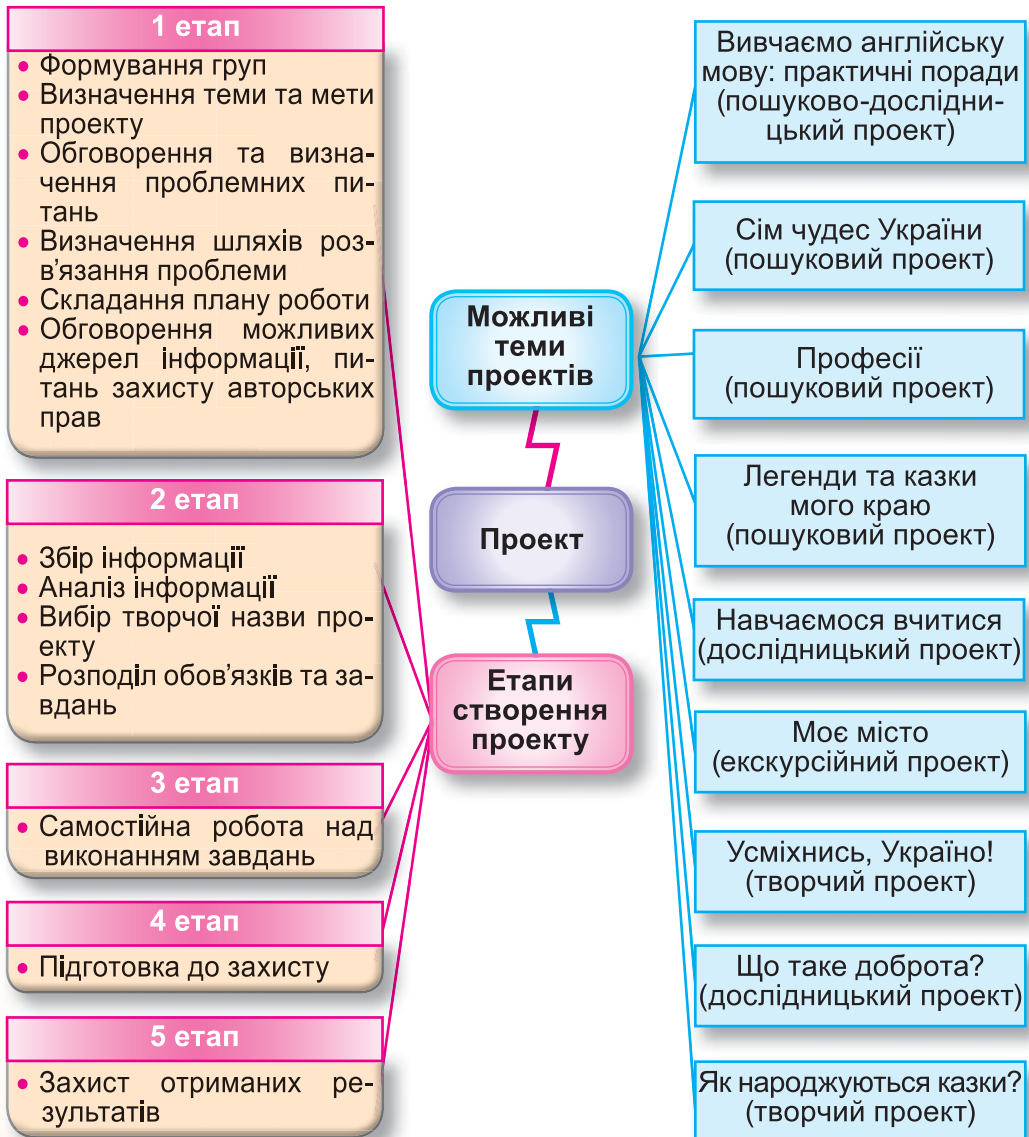 1 етап
• Формування груп
• Визначення теми та мети
проекту
• Обговорення та визна-
чення проблемних пи-
тань
• Визначення шляхів роз-
в'язання проблеми
• Складання плану роботи
• Обговорення можливих
джерел інформації, пи-
тань захисту авторських
прав
2 етап
• Збір інформації
• Аналіз інформації
• Вибір творчої назви про-
екту
• Розподіл обов'язків та за-
вдань
3 етап
• Самостійна робота над
виконанням завдань
4 етап
• Підготовка до захисту
5 етап
• Захист отриманих ре-
зультатів
Можливі
теми
проектів
Проект
Етапи
створення
проекту
Вивчаємо англійську
мову: практичні поради
(пошуково-дослідни-
цький проект)
Сім чудес України
(пошуковий проект)
Професії
(пошуковий проект)
Легенди та казки
мого краю
(пошуковий проект)
Навчаємося вчитися
(дослідницький проект)
Моє місто
(екскурсійний проект)
Усміхнись, Україно!
(творчий проект)
Що таке доброта?
(дослідницький проект)
Як народжуються казки?
(творчий проект)